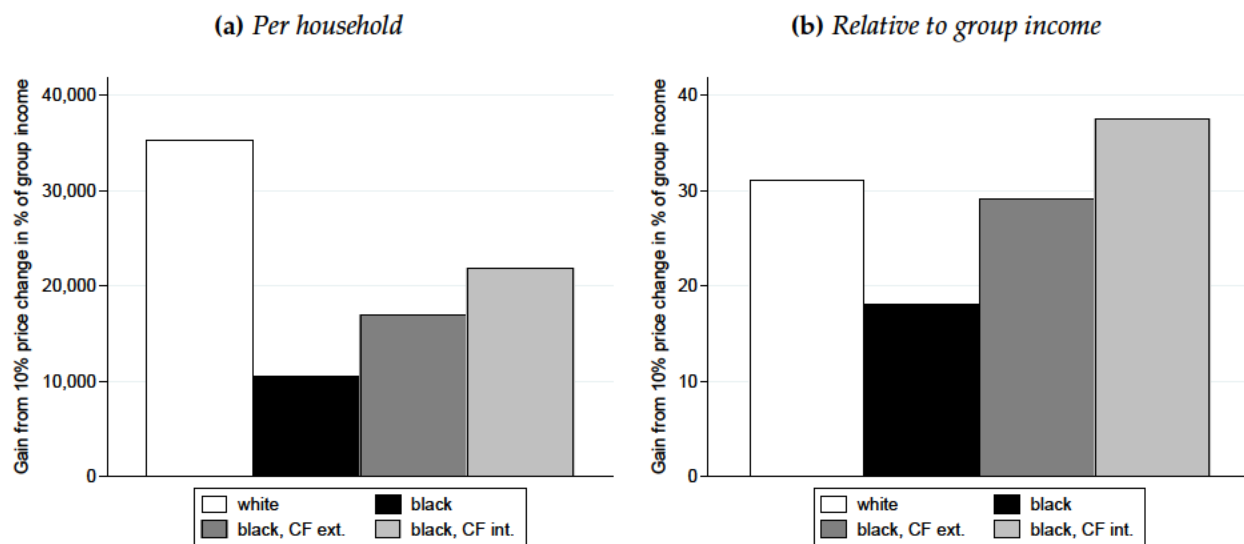 (a) Per household
Gain from 10% price change in % of group income
40,000
30,000
20,000
10,000
0
white
black
black, CF ext.
black, CF int.
(b) Relative to group income
Gain from 10% price change in % of group income
40
30
20
10
0
white
black
black, CF ext.
black, CF int.